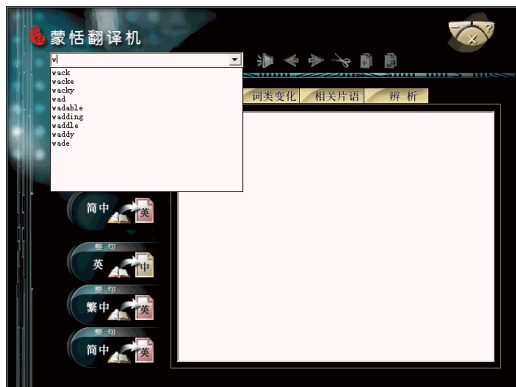 蒙恬翻译机
w
wack
wacke
wacky
wad
wadable
wadding
waddle
waddy
wade
词类变化 相关片语 辨析
简中 英
整句
英 中
整句
繁中 英
整句
简中 英